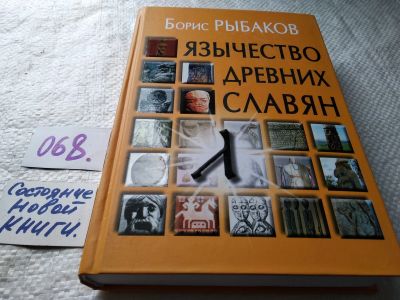 Борис РЫБАКОВ
ЯЗЫЧЕСТВО
ДРЕВНИХ
СЛАВЯН
068.
Состояние
новой
книги.